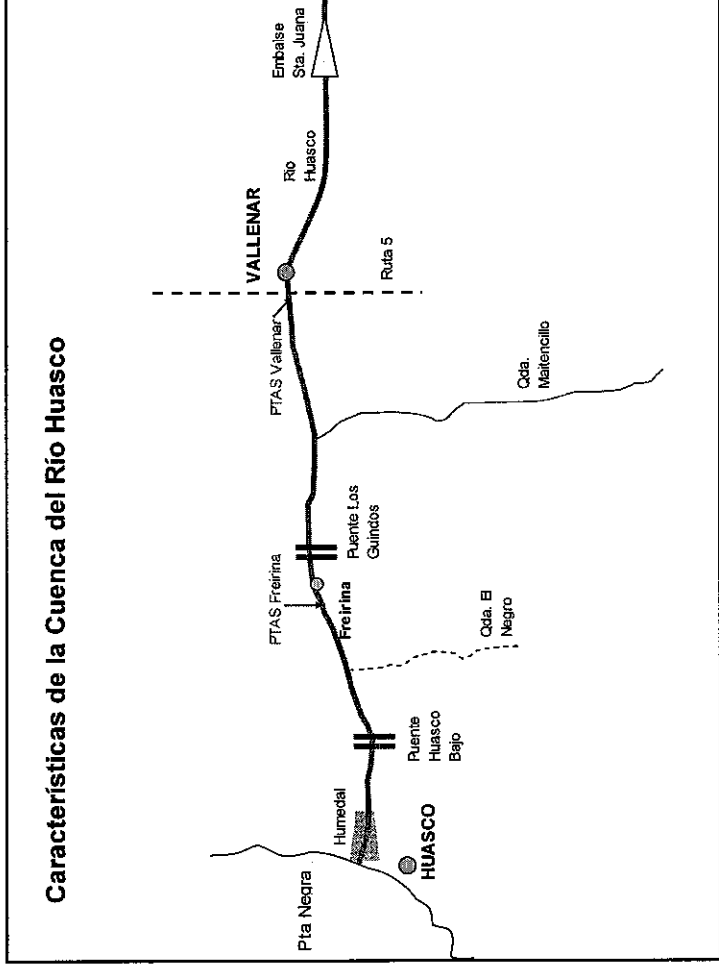 Características de la Cuenca del Río Huasco
Embalse
Sta. Juana
Río
Huasco
VALLENAR
Ruta 5
PTAS Vallenar
Qda.
Maitencillo
Puente Los
Guindos
PTAS Freirina
Freirina
Qda. El
Negro
Puente
Huasco
Bajo
Humedal
HUASCO
Pta Negra